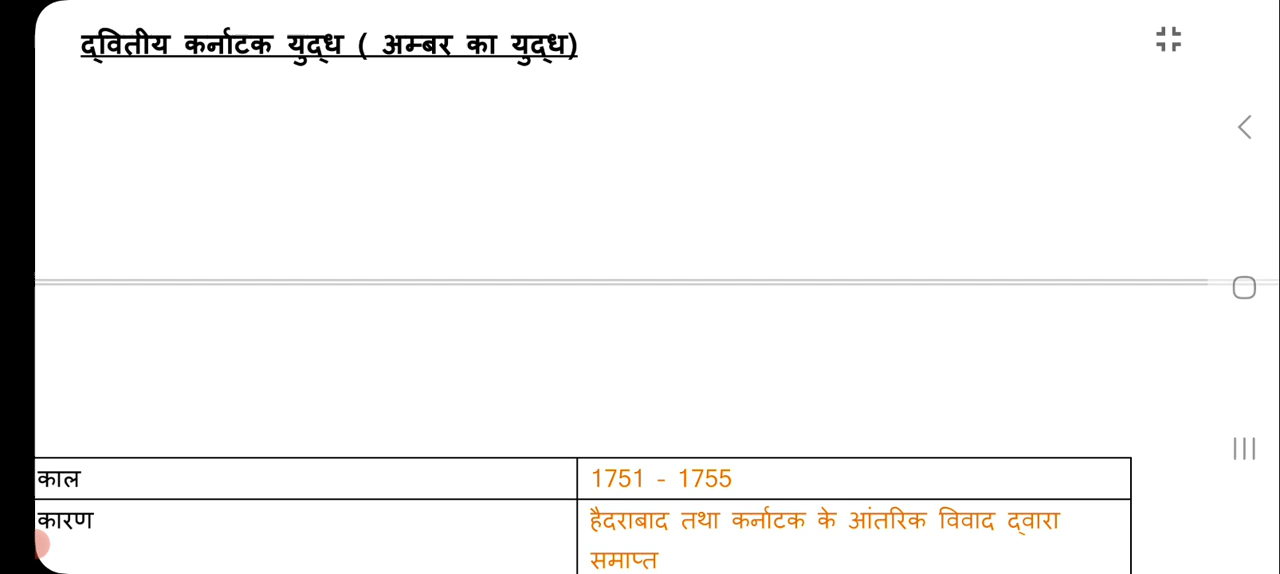 द्वितीय कर्नाटक युद्ध ( अम्बर का युद्ध)
काल 1751 - 1755
कारण हैदराबाद तथा कर्नाटक के आंतरिक विवाद द्वारा
समाप्त